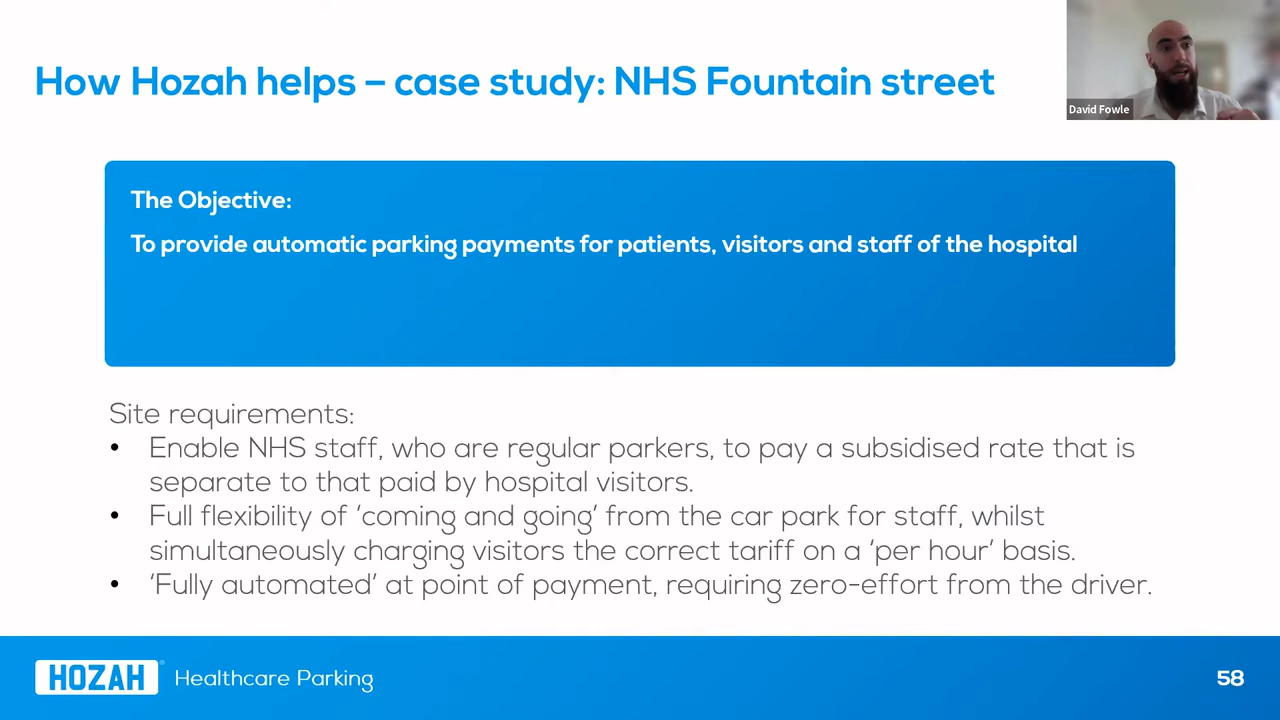 How Hozah helps – case study: NHS Fountain street
David Fowle
The Objective:
To provide automatic parking payments for patients, visitors and staff of the hospital
Site requirements:
• Enable NHS staff, who are regular parkers, to pay a subsidised rate that is
separate to that paid by hospital visitors.
• Full flexibility of ‘coming and going’ from the car park for staff, whilst
simultaneously charging visitors the correct tariff on a ‘per hour’ basis.
• ‘Fully automated’ at point of payment, requiring zero-effort from the driver.
HOZAH® Healthcare Parking
58